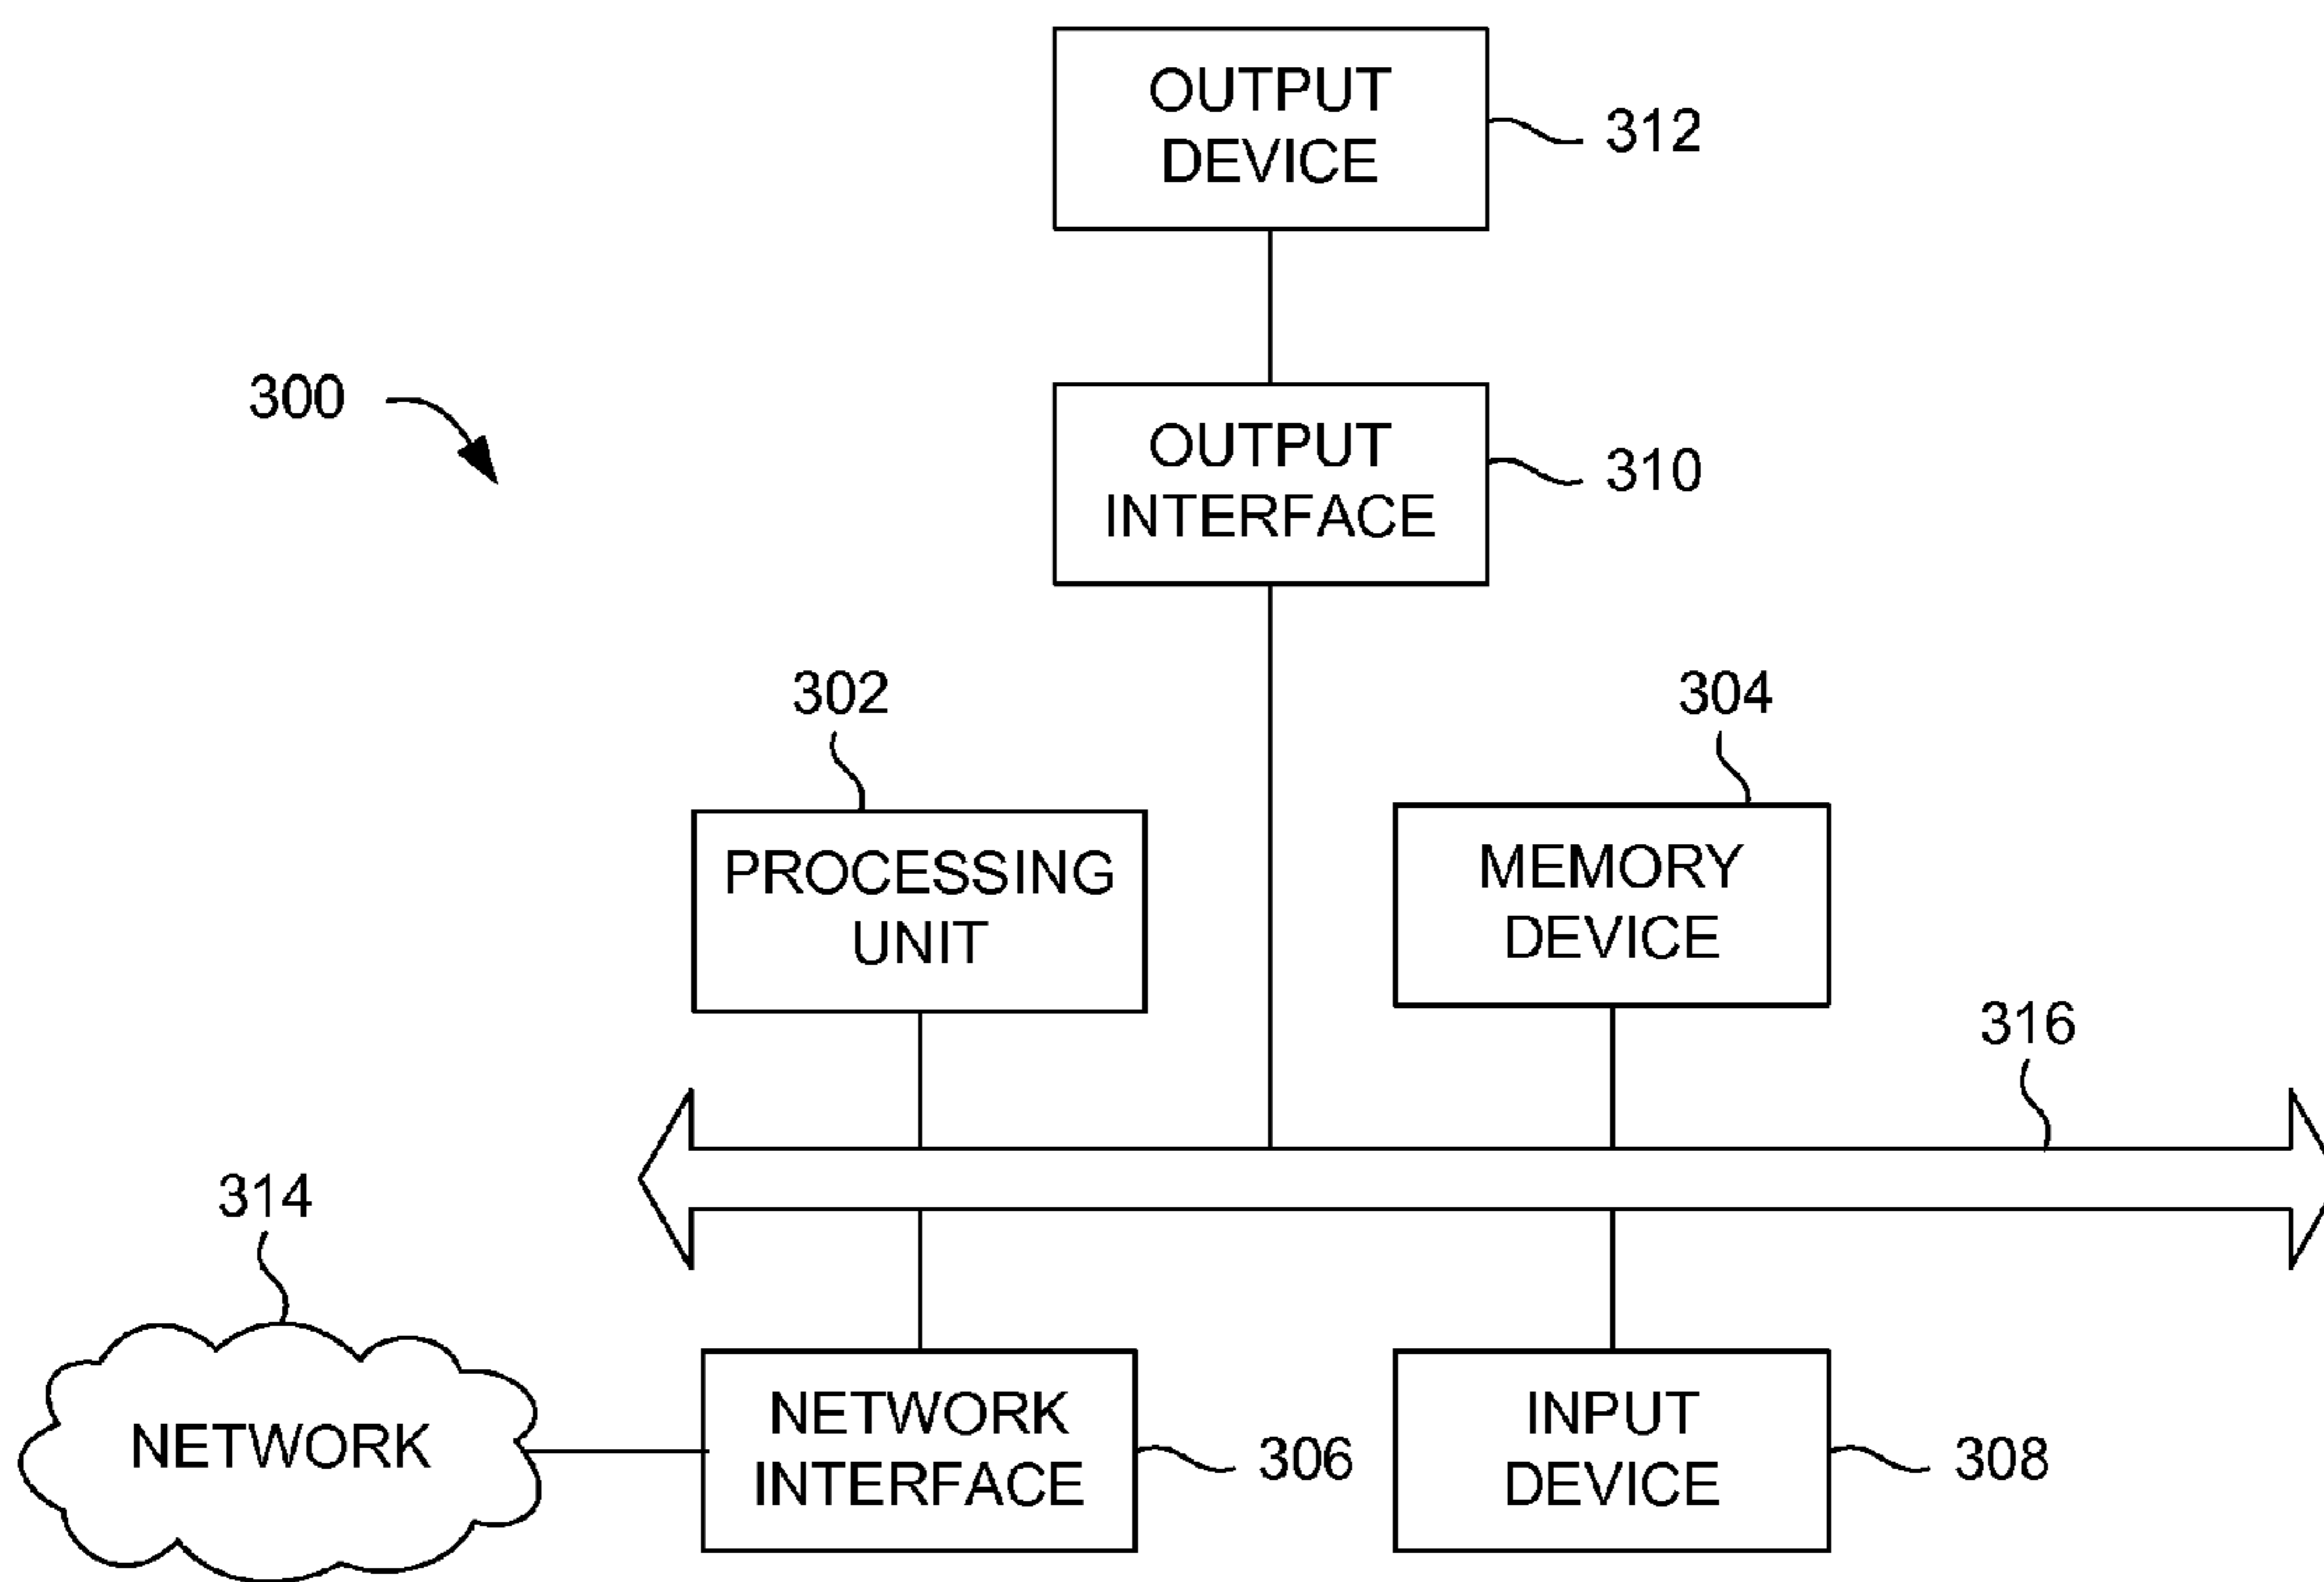 OUTPUT
DEVICE
312
300
OUTPUT
INTERFACE
310
302
304
PROCESSING
UNIT
MEMORY
DEVICE
316
314
NETWORK
NETWORK
INTERFACE
306
INPUT
DEVICE
308